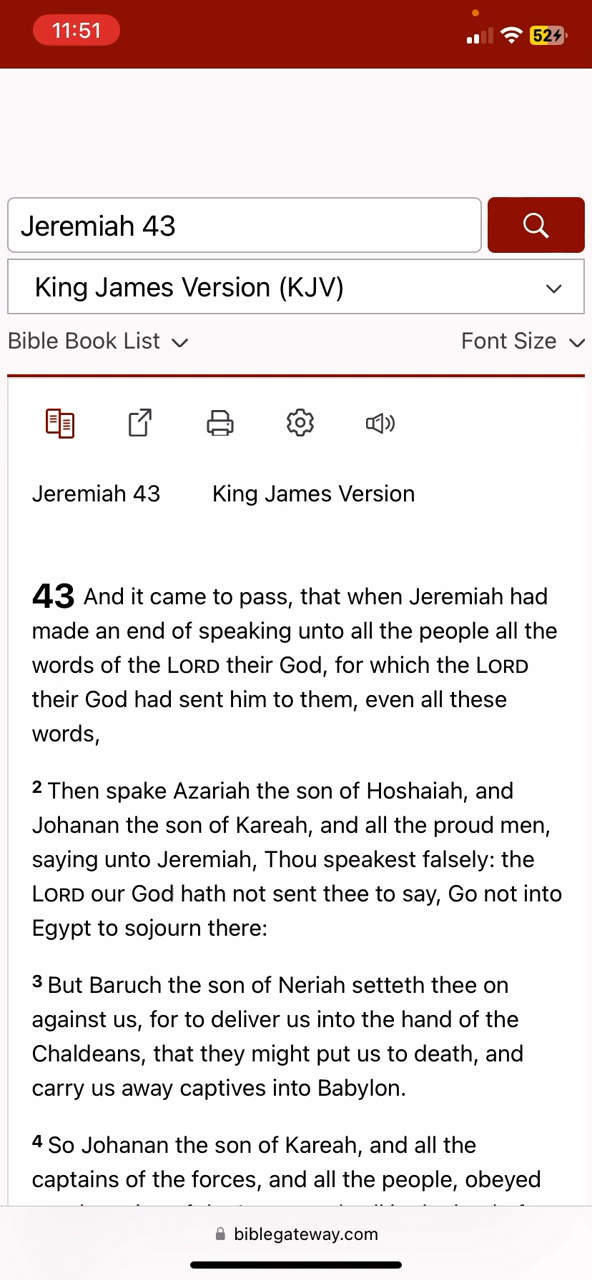 11:51
52
Jeremiah 43
King James Version (KJV)
Bible Book List
Font Size
Jeremiah 43 King James Version
43 And it came to pass, that when Jeremiah had
made an end of speaking unto all the people all the
words of the LORD their God, for which the LORD
their God had sent him to them, even all these
words,
2 Then spake Azariah the son of Hoshaiah, and
Johanan the son of Kareah, and all the proud men,
saying unto Jeremiah, Thou speakest falsely: the
LORD our God hath not sent thee to say, Go not into
Egypt to sojourn there:
3 But Baruch the son of Neriah setteth thee on
against us, for to deliver us into the hand of the
Chaldeans, that they might put us to death, and
carry us away captives into Babylon.
4 So Johanan the son of Kareah, and all the
captains of the forces, and all the people, obeyed
biblegateway.com